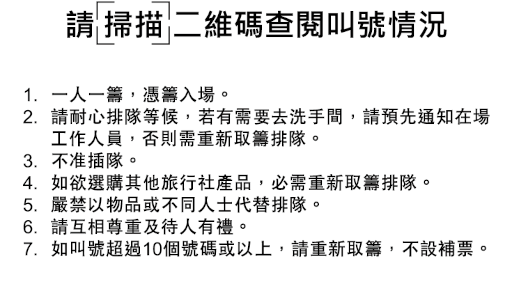 請掃描二維碼查閱叫號情況
1. 一人一籌，憑籌入場。
2. 請耐心排隊等候，若有需要去洗手間，請預先通知在場
工作人員，否則需重新取籌排隊。
3. 不准插隊。
4. 如欲選購其他旅行社產品，必需重新取籌排隊。
5. 嚴禁以物品或不同人士代替排隊。
6. 請互相尊重及待人有禮。
7. 如叫號超過10個號碼或以上，請重新取籌，不設補票。